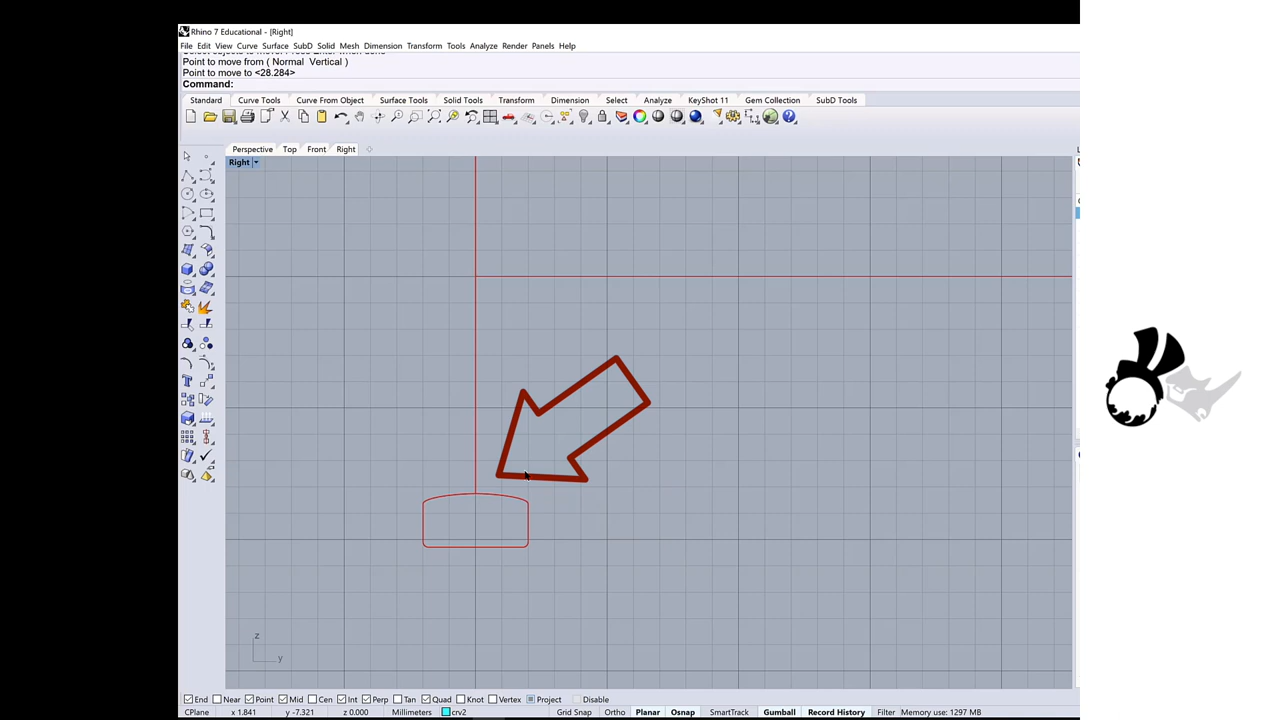 Rhino 7 Educational - [Right]
File Edit View Curve Surface SubD Solid Mesh Dimension Transform Tools Analyze Render Panels Help
Point to move from ( Normal Vertical )
Point to move to <28.284>
Command:
Standard Curve Tools Curve From Object Surface Tools Solid Tools Transform Dimension Select Analyze KeyShot 11 Gem Collection SubD Tools
Perspective Top Front Right
Right
z
y
End Near Point Mid Cen Int Perp Tan Quad Knot Vertex Project Disable
CPlane x 1.841 y -7.321 z 0.000 Millimeters crv2 Grid Snap Ortho Planar Osnap SmartTrack Gumball Record History Filter Memory use: 1297 MB